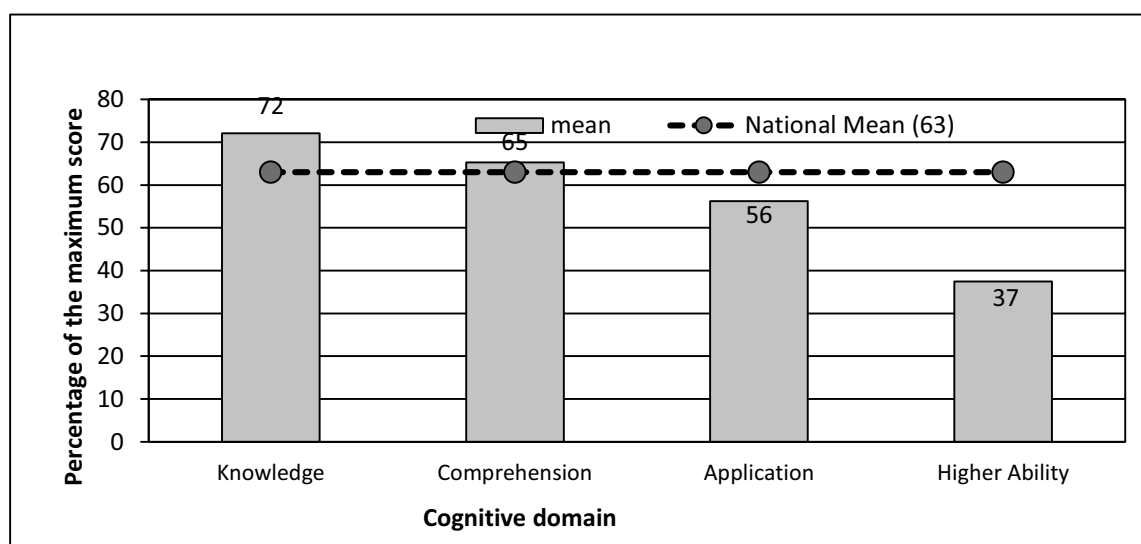 Percentage of the maximum score
80
70
60
50
40
30
20
10
0
mean
National Mean (63)
72
65
56
37
Knowledge
Comprehension
Application
Higher Ability
Cognitive domain